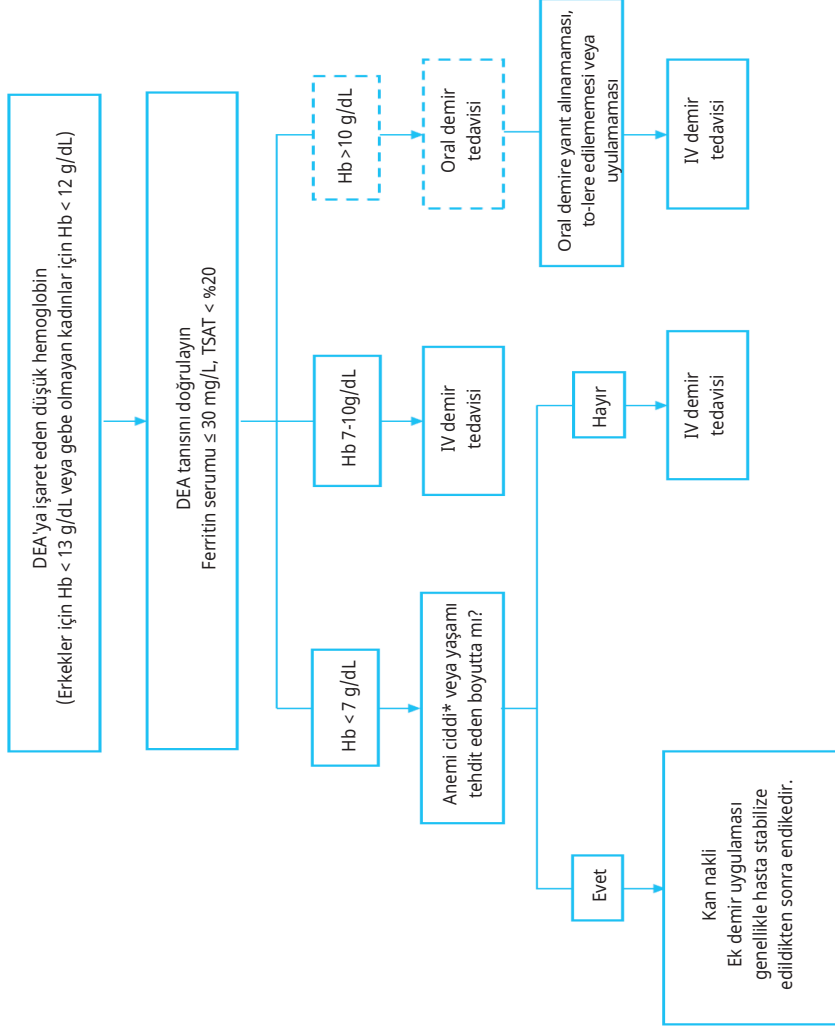 DEA'ya işaret eden düşük hemoglobin
(Erkekler için Hb < 13 g/dL veya gebe olmayan kadınlar için Hb < 12 g/dL)
DEA tanısını doğrulayın
Ferritin serumu ≤ 30 mg/L, TSAT < %20
Hb < 7 g/dL
Anemi ciddi* veya yaşamı
tehdit eden boyutta mı?
Evet
Kan nakli
Ek demir uygulaması
genellikle hasta stabilize
edildikten sonra endikedir.
Hayır
IV demir
tedavisi
Hb 7-10g/dL
IV demir
tedavisi
Hb >10 g/dL
Oral demir
tedavisi
Oral demire yanıt alınamaması,
to-lere edilememesi veya
uyulamaması
IV demir
tedavisi